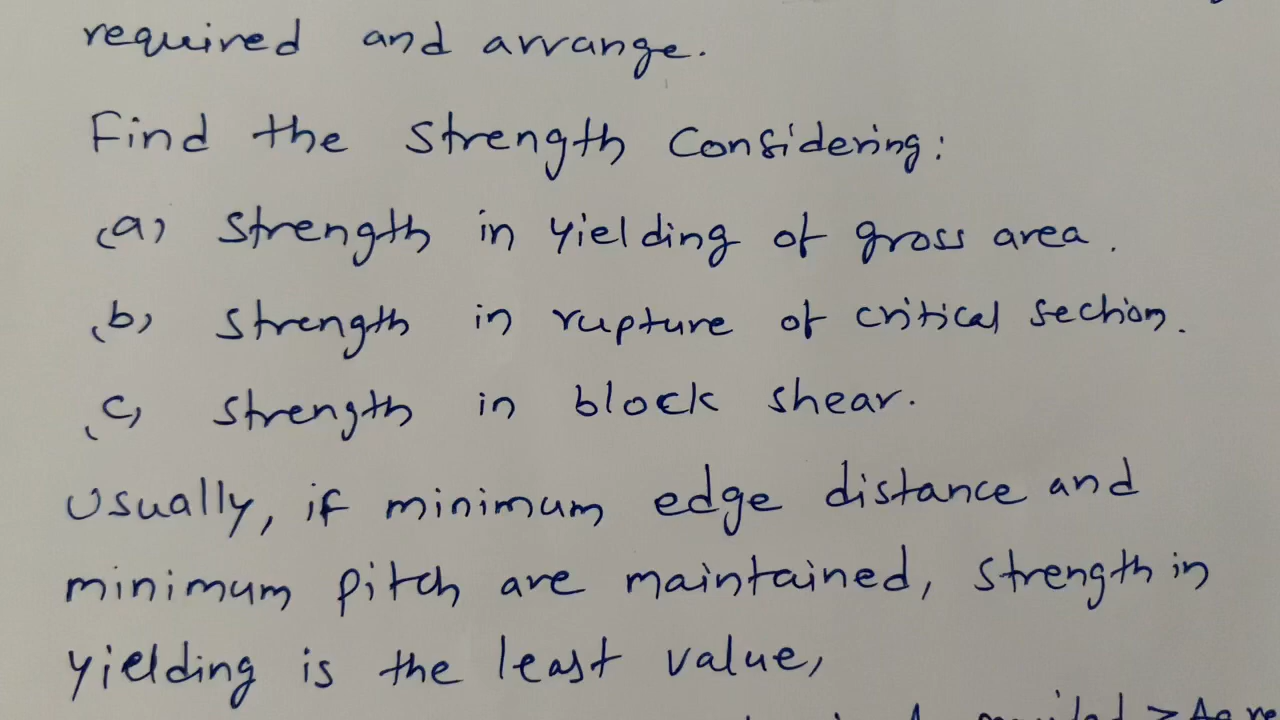 required and arrange.
Find the strength considering:
(a) strength in yielding of gross area.
(b) strength in rupture of critical section.
(c) strength in block shear.
Usually, if minimum edge distance and
minimum pitch are maintained, strength in
yielding is the least value,